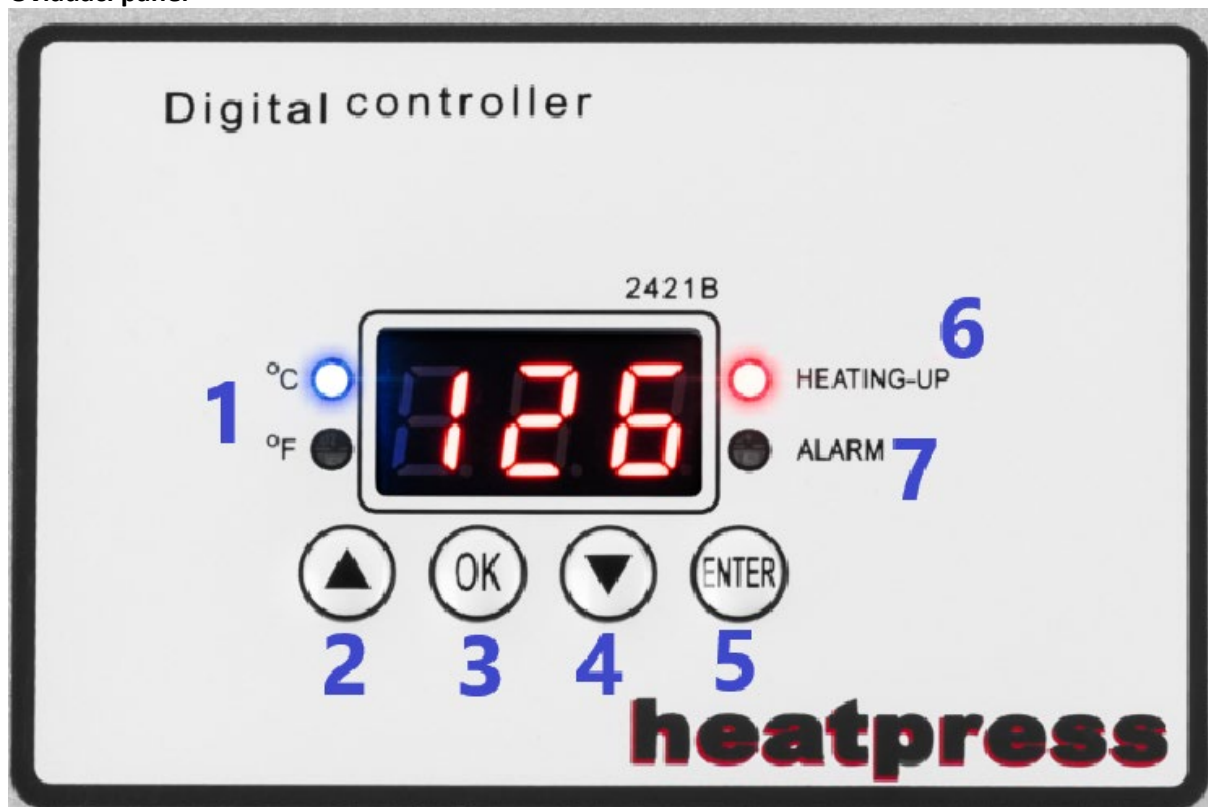 Ovládací panel
Digital controller
2421B
6
°C
HEATING-UP
1
126
°F
ALARM
7
▲ OK ▼ ENTER
2 3 4 5
heatpress